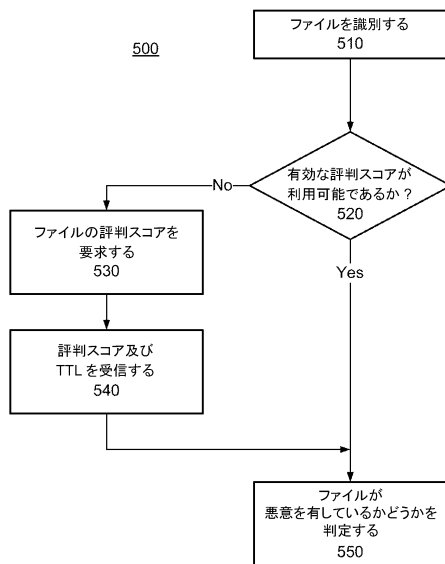 500
ファイルを識別する
510
有効な評判スコアが
利用可能であるか?
520
No
Yes
ファイルの評判スコアを
要求する
530
評判スコア及び
TTL を受信する
540
ファイルが
悪意を有しているかどうかを
判定する
550